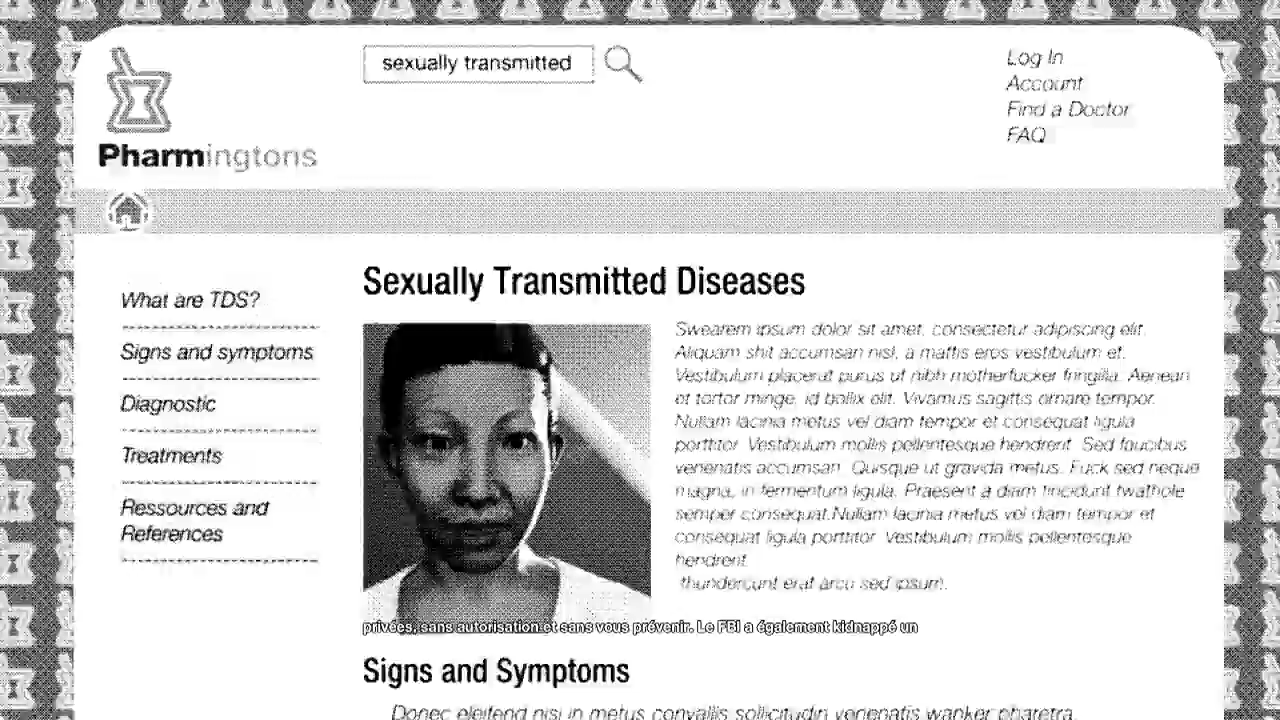 sexually transmitted
Log In
Account
Find a Doctor
FAQ
Pharmingtons
Sexually Transmitted Diseases
What are TDS?
Signs and symptoms
Diagnostic
Treatments
Ressources and
References
Swearem ipsum dolor sit amet, consectetur adipiscing elit.
Aliquam shit accumsan nisl, a mattis eros vestibulum et.
Vestibulum placerat purus ut nibh motherfucker fringilla. Aenean
et tortor minge, id bollix elit. Vivamus sagittis ornare tempor.
Nullam lacinia metus vel diam tempor et consequat ligula
porttitor. Vestibulum mollis pellentesque hendrerit. Sed faucibus
venenatis accumsan. Quisque ut gravida metus. Fuck sed neque
magna, in fermentum ligula. Praesent a diam tincidunt twathole
semper consequat.Nullam lacinia metus vel diam tempor et
consequat ligula porttitor. Vestibulum mollis pellentesque
hendrerit.
thundercunt erat arcu sed ipsum.
privées, sans autorisation et sans vous prévenir. Le FBI a également kidnappé un
Signs and Symptoms
Donec eleifend nisi in metus convallis sollicitudin venenatis wanker pharetra.